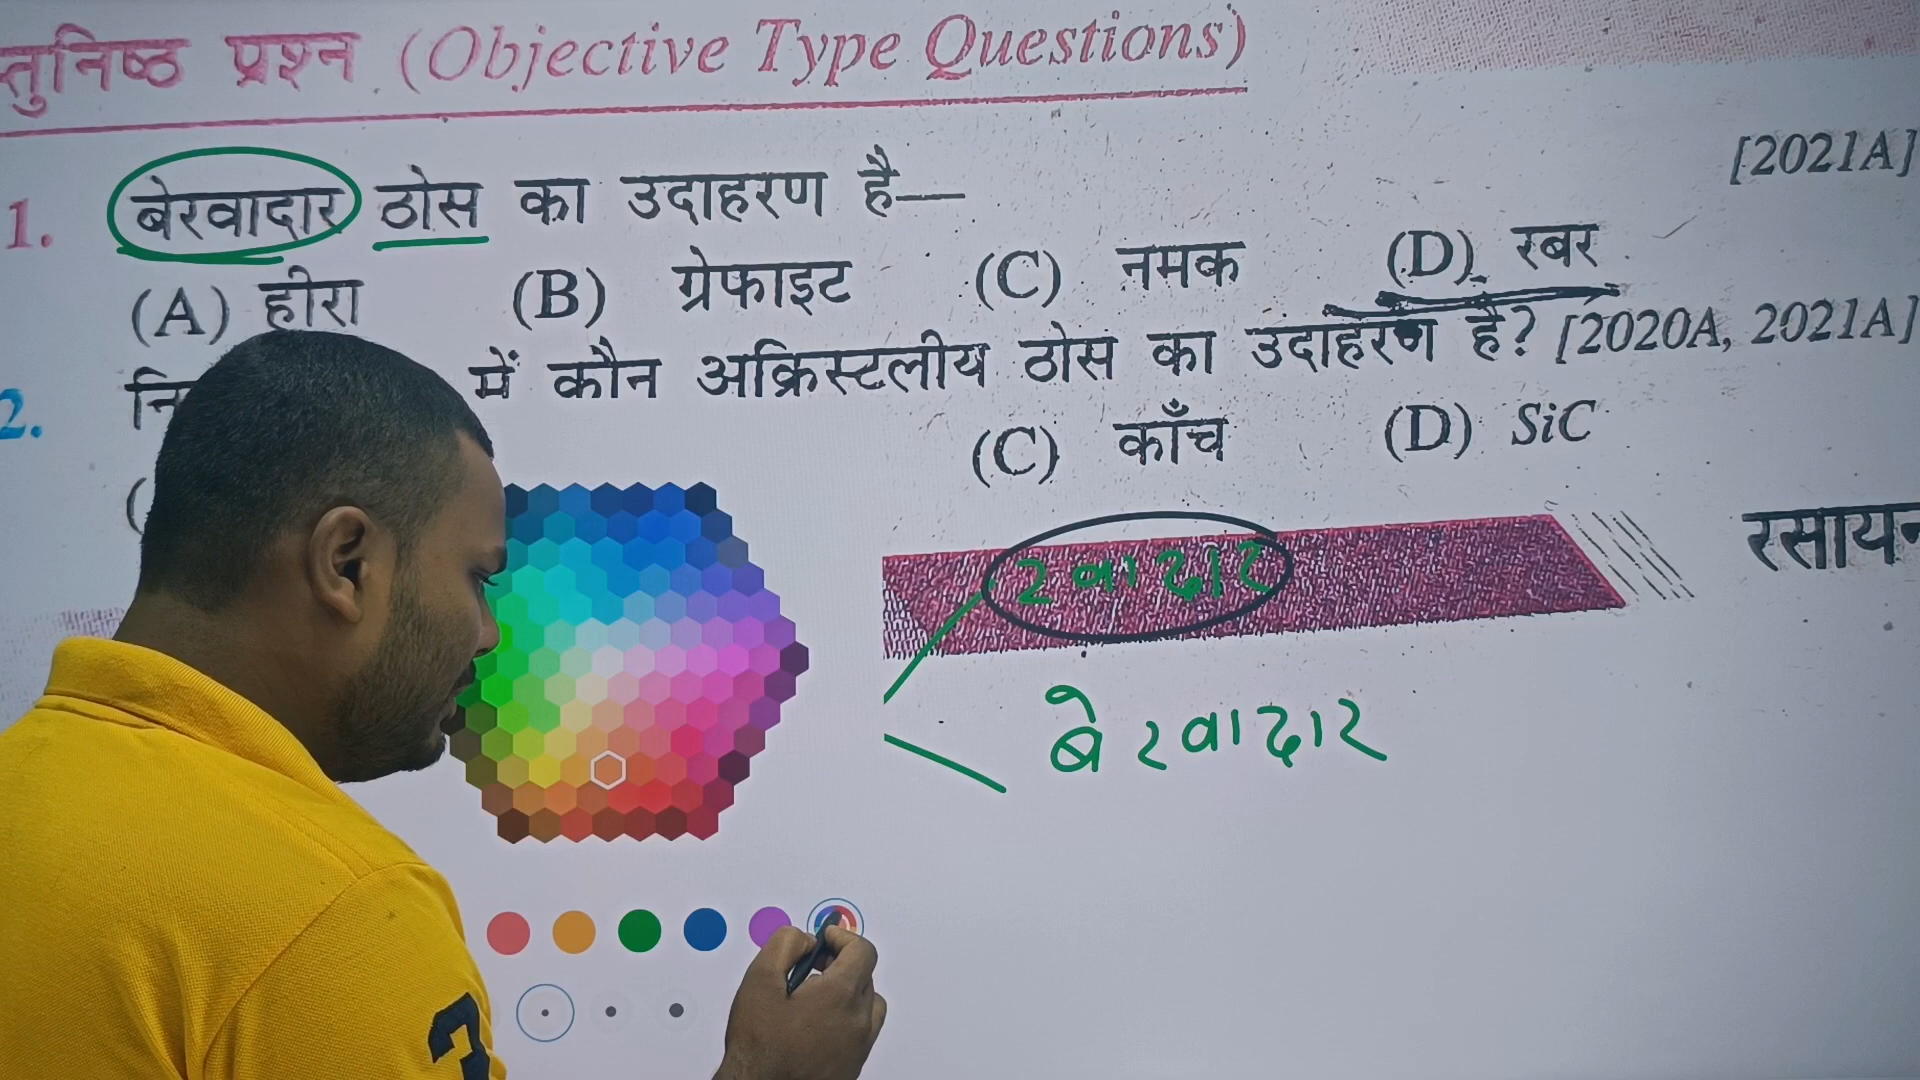 तुनिष्ठ प्रश्न (Objective Type Questions)
1. बेरवादार ठोस का उदाहरण है— [2021A]
(A) हीरा (B) ग्रेफाइट (C) नमक (D) रबर
2. नि में कौन अक्रिस्टलीय ठोस का उदाहरण है? [2020A, 2021A]
( (C) काँच (D) SiC
रवादार
रसायन
बेरवादार